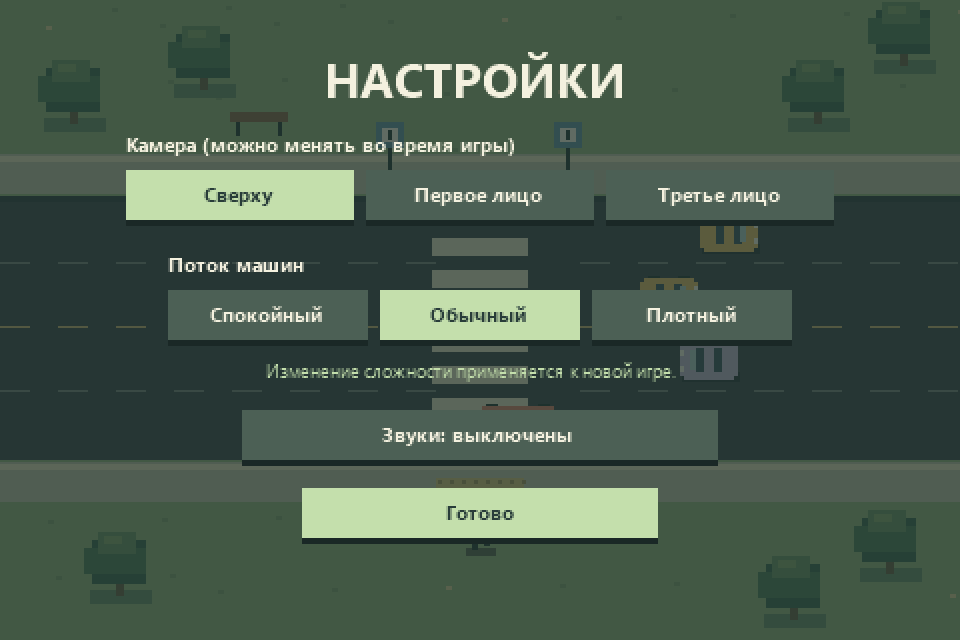 НАСТРОЙКИ
Камера (можно менять во время игры)
Сверху
Первое лицо
Третье лицо
Поток машин
Спокойный
Обычный
Плотный
Изменение сложности применяется к новой игре.
Звуки: выключены
Готово